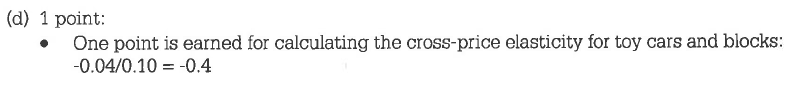 (d) 1 point:
• One point is earned for calculating the cross-price elasticity for toy cars and blocks:
-0.04/0.10 = -0.4